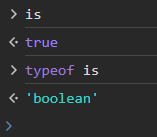 > is
< true
> typeof is
< 'boolean'
>